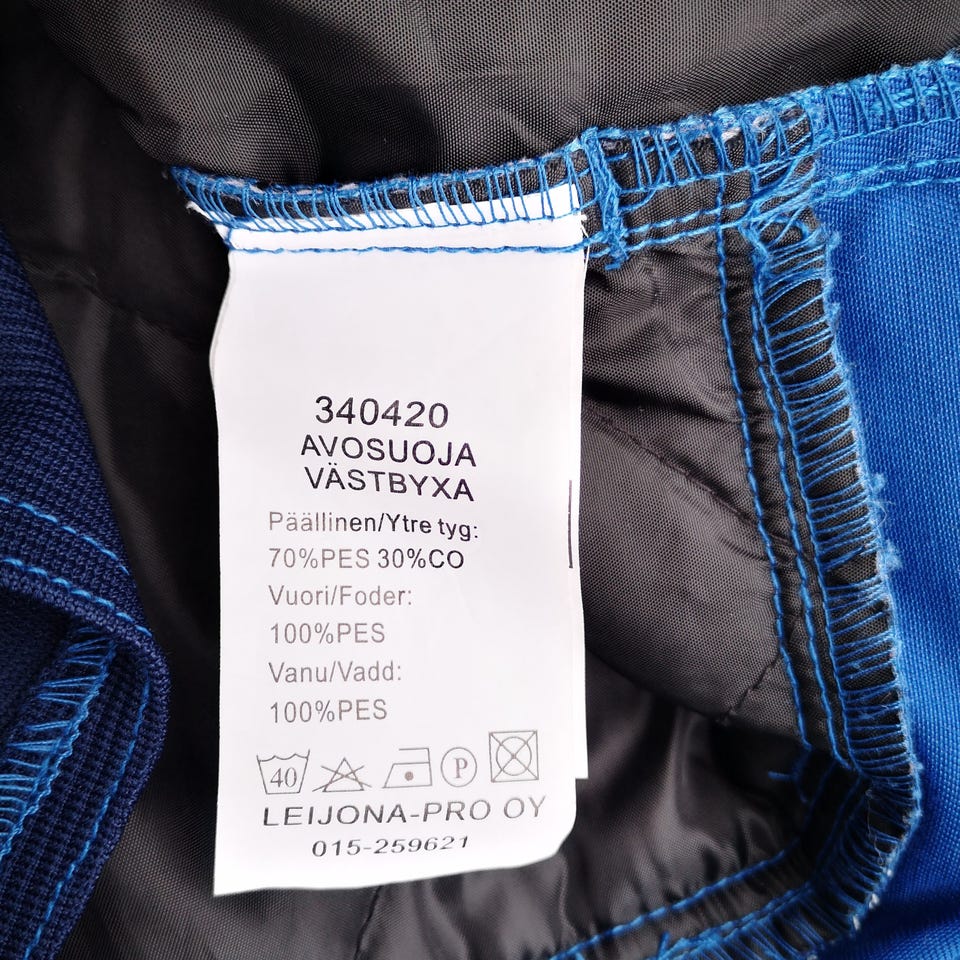 340420
AVOSUOJA
VÄSTBYXA
Päällinen/Ytre tyg:
70%PES 30%CO
Vuori/Foder:
100%PES
Vanu/Vadd:
100%PES
40 P
LEIJONA-PRO OY
015-259621